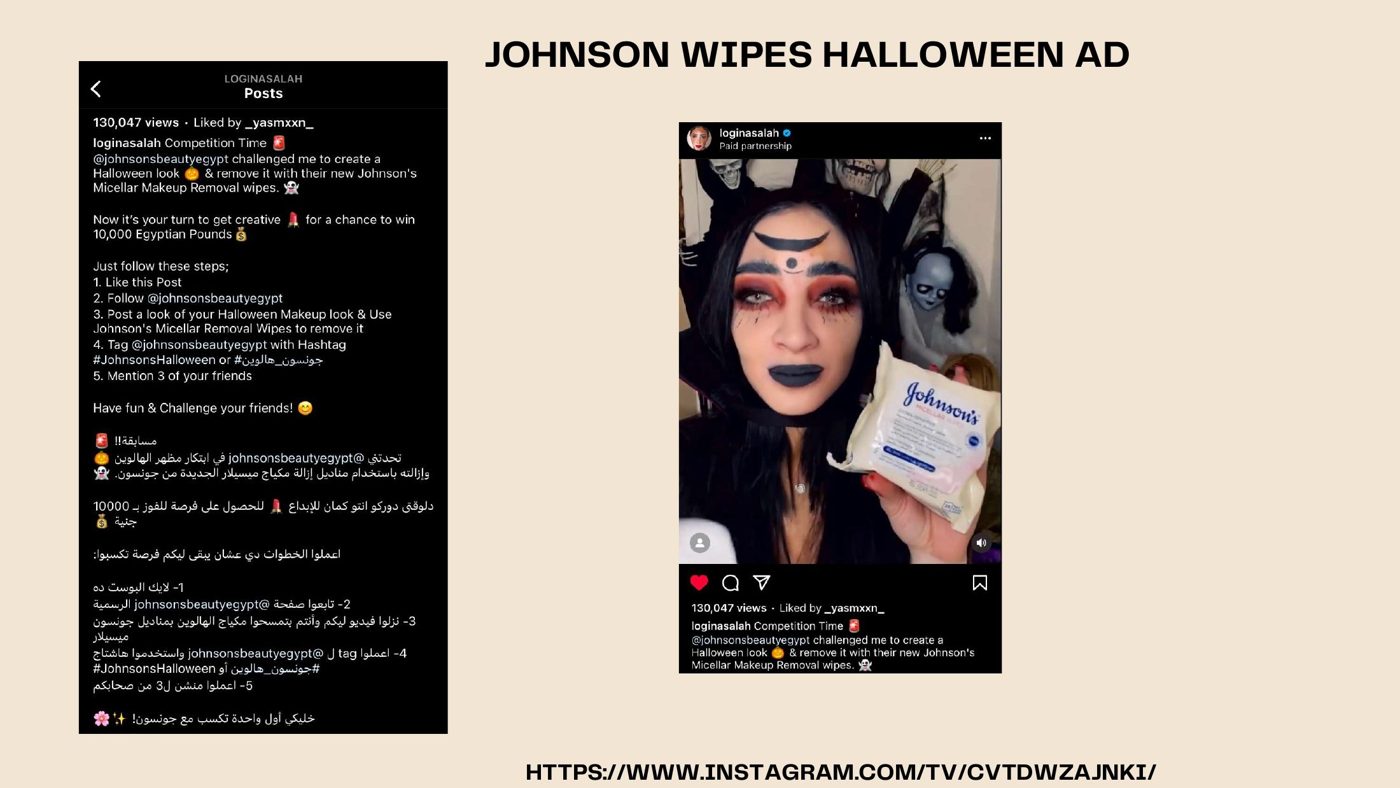 JOHNSON WIPES HALLOWEEN AD
LOGINASALAH
Posts
130,047 views · Liked by _yasmxxn_
loginasalah Competition Time 🚨
@johnsonsbeautyegypt challenged me to create a
Halloween look 🎃 & remove it with their new Johnson's
Micellar Makeup Removal wipes. 👻
Now it's your turn to get creative 💄 for a chance to win
10,000 Egyptian Pounds💰
Just follow these steps;
1. Like this Post
2. Follow @johnsonsbeautyegypt
3. Post a look of your Halloween Makeup look & Use
Johnson's Micellar Removal Wipes to remove it
4. Tag @johnsonsbeautyegypt with Hashtag
#JohnsonsHalloween or #جونسون_هالوين
5. Mention 3 of your friends
Have fun & Challenge your friends! 😊
مسابقة!! 🚨
تحدتني @johnsonsbeautyegypt في ابتكار مظهر الهالوين 🎃
وإزالته باستخدام مناديل إزالة مكياج ميسيلار الجديدة من جونسون. 👻
دلوقتى دوركو انتو كمان للإبداع 💄 للحصول على فرصة للفوز بـ 10000
جنية 💰
اعملوا الخطوات دي عشان يبقى ليكم فرصة تكسبوا:
1- لايك البوست ده
2- تابعوا صفحة @johnsonsbeautyegypt الرسمية
3- نزلوا فيديو ليكم وأنتم بتمسحوا مكياج الهالوين بمناديل جونسون
ميسيلار
4- اعملوا tag ل @johnsonsbeautyegypt واستخدموا هاشتاج
#جونسون_هالوين أو JohnsonsHalloween#
5- اعملوا منشن ل3 من صحابكم
خليكي أول واحدة تكسب مع جونسون! ✨🌸
loginasalah
Paid partnership
Johnson's
MICELLAR WIPES
130,047 views · Liked by _yasmxxn_
loginasalah Competition Time 🚨
@johnsonsbeautyegypt challenged me to create a
Halloween look 🎃 & remove it with their new Johnson's
Micellar Makeup Removal wipes. 👻
HTTPS://WWW.INSTAGRAM.COM/TV/CVTDWZAJNKI/